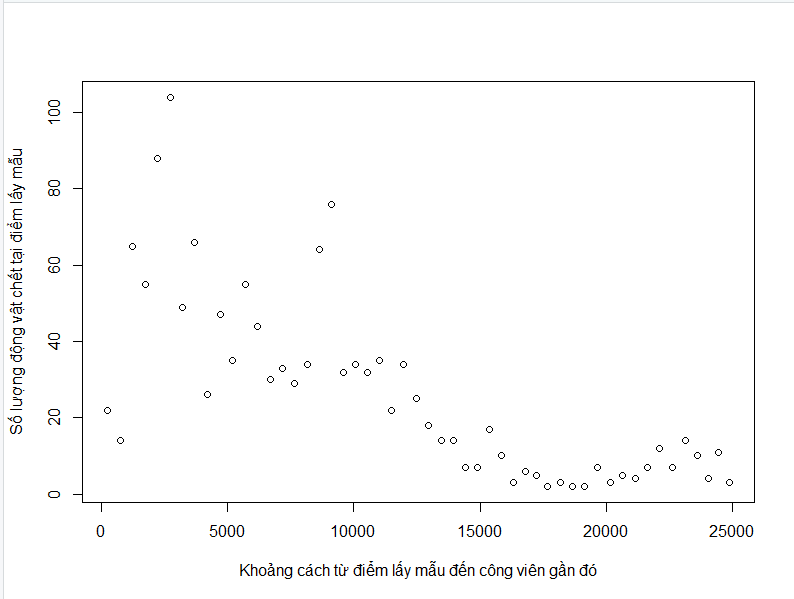 Số lượng động vật chết tại điểm lấy mẫu
100
80
60
40
20
0
0 5000 10000 15000 20000 25000
Khoảng cách từ điểm lấy mẫu đến công viên gần đó